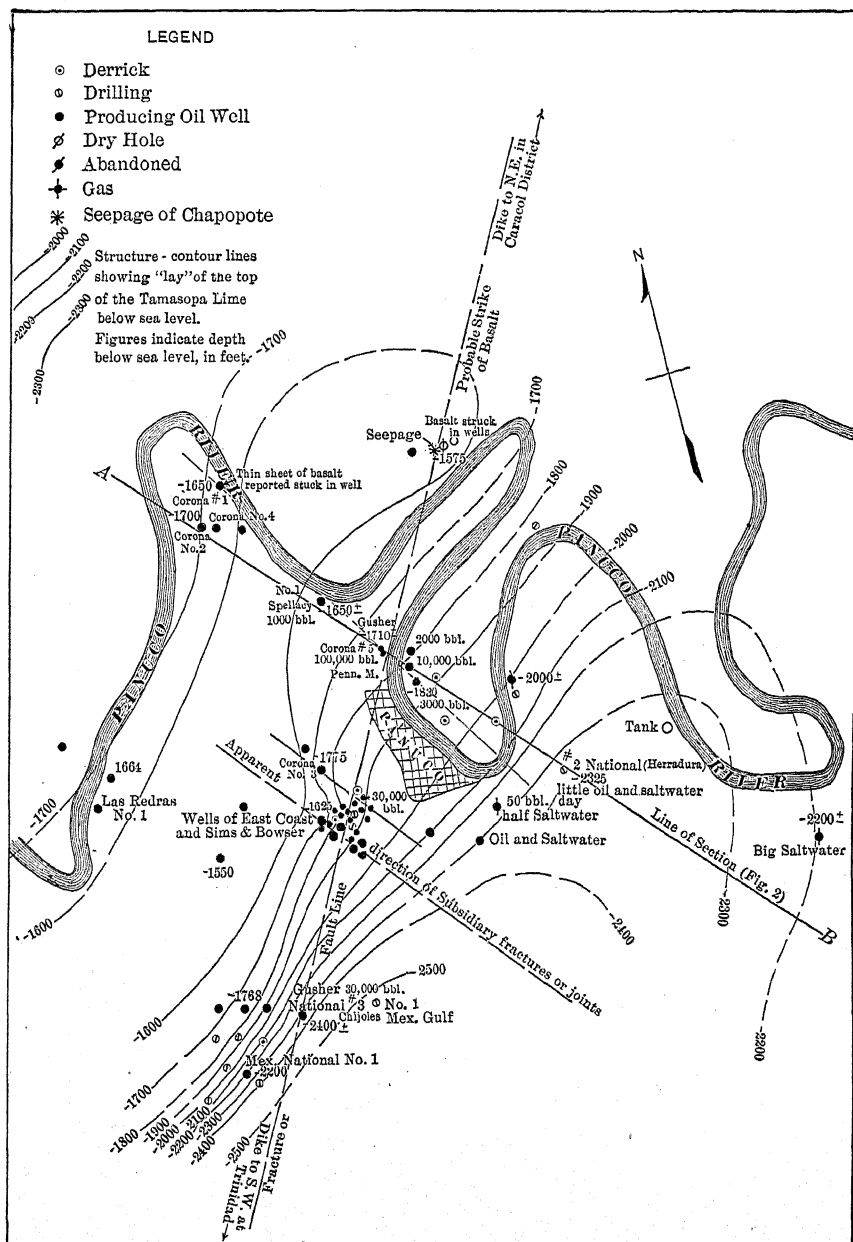 LEGEND
Derrick
Drilling
Producing Oil Well
Dry Hole
Abandoned
Gas
Seepage of Chapopote
-2000
-2100
-2200
-2300
-2000
-2100
-2200
-2300
Structure - contour lines
showing "lay" of the top
of the Tamasopa Lime
below sea level.
Figures indicate depth
below sea level, in feet.
Dike to N.E. in
Caracol District
Probable Strike
of Basalt
N
-1700
-1700
-1800
-1900
-2000
-2100
RIVER
Seepage
Basalt struck
in wells
-1575
A
Thin sheet of basalt
reported stuck in well
-1650
Corona #1
-1700
Corona No.4
Corona
No.2
PANUCO
No.1
Spellacy
1000 bbl.
-1650±
Gusher
-1710
Corona #5
100,000 bbl.
Penn. M.
2000 bbl.
10,000 bbl.
-1830
3000 bbl.
-2000±
PANUCO
PANUCO
Tank
RIVER
#2 National (Herradura)
-2325
little oil and saltwater
Apparent
-1775
Corona
No. 3
1664
Las Redras
No. 1
-1700
-1600
-1625
30,000
bbl.
Wells of East Coast
and Sims & Bowser
-1550
50 bbl. day
half Saltwater
Oil and Saltwater
-2200±
Big Saltwater
Line of Section (Fig. 2)
B
direction of Subsidiary fractures or joints
Fault Line
-2300
-2400
-2500
-2200
-1768
Gusher 30,000 bbl.
National #3
No. 1
Chijoles Mex. Gulf
-2400±
Mex. National No. 1
-2200
-1600
-1700
-1800
-1900
-2000
-2100
-2200
-2300
-2400
-2500
Fracture or
Dike to S.W. at
Trinidad